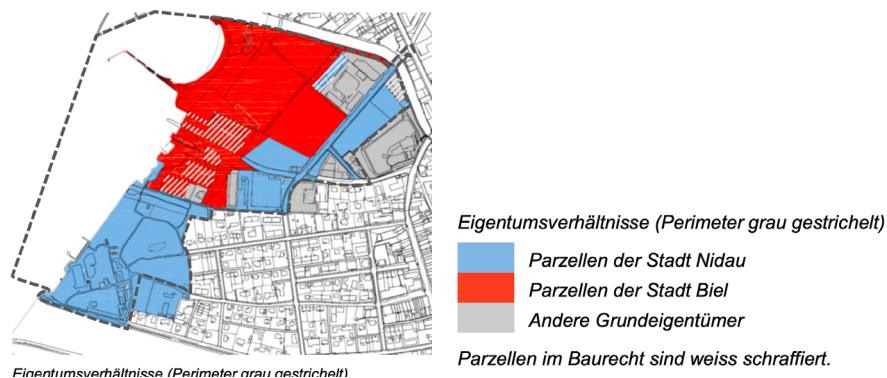 Eigentumsverhältnisse (Perimeter grau gestrichelt)
Parzellen der Stadt Nidau
Parzellen der Stadt Biel
Andere Grundeigentümer
Parzellen im Baurecht sind weiss schraffiert.
Eigentumsverhältnisse (Perimeter grau gestrichelt)